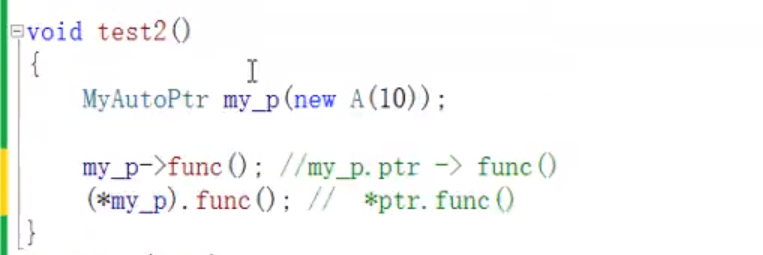 void test2()
{
MyAutoPtr my_p(new A(10));
my_p->func(); //my_p.ptr -> func()
(*my_p).func(); // *ptr.func()
}